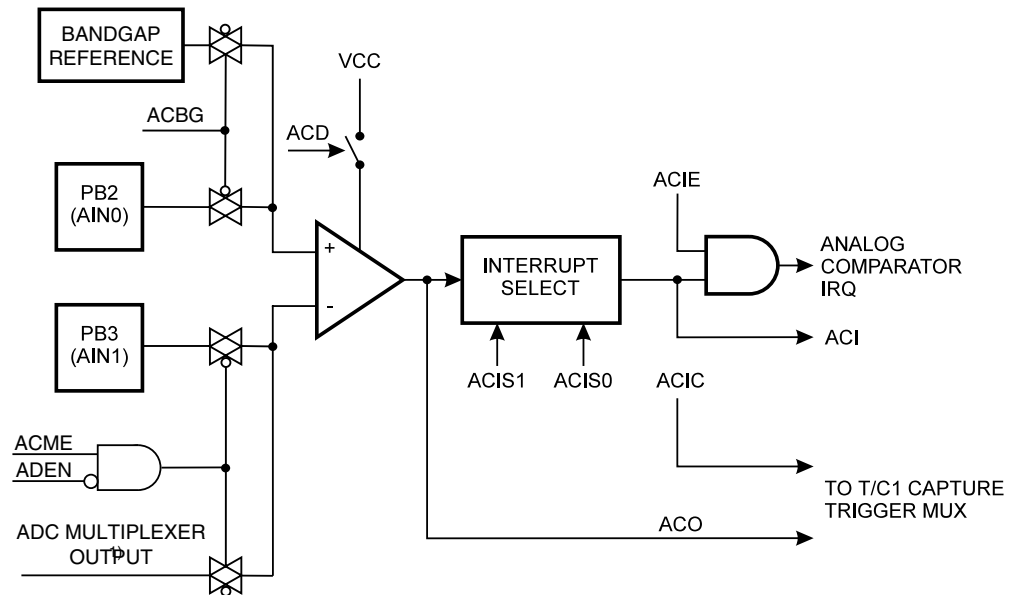 BANDGAP
REFERENCE
VCC
ACBG
ACD
PB2
(AIN0)
ACIE
+
-
INTERRUPT
SELECT
ANALOG
COMPARATOR
IRQ
PB3
(AIN1)
ACI
ACIS1
ACIS0
ACIC
ACME
ADEN
TO T/C1 CAPTURE
TRIGGER MUX
ACO
ADC MULTIPLEXER
OUTPUT
1)